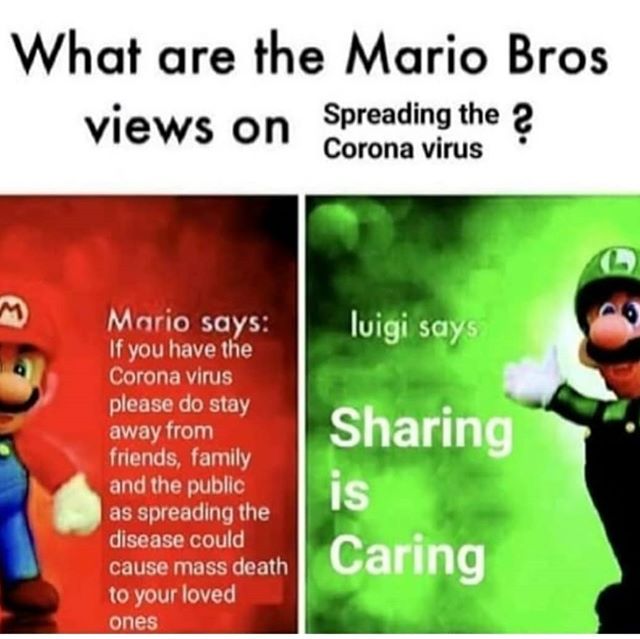 What are the Mario Bros
views on Spreading the ?
Corona virus
M
Mario says:
If you have the
Corona virus
please do stay
away from
friends, family
and the public
as spreading the
disease could
cause mass death
to your loved
ones
L
luigi says
Sharing
is
Caring